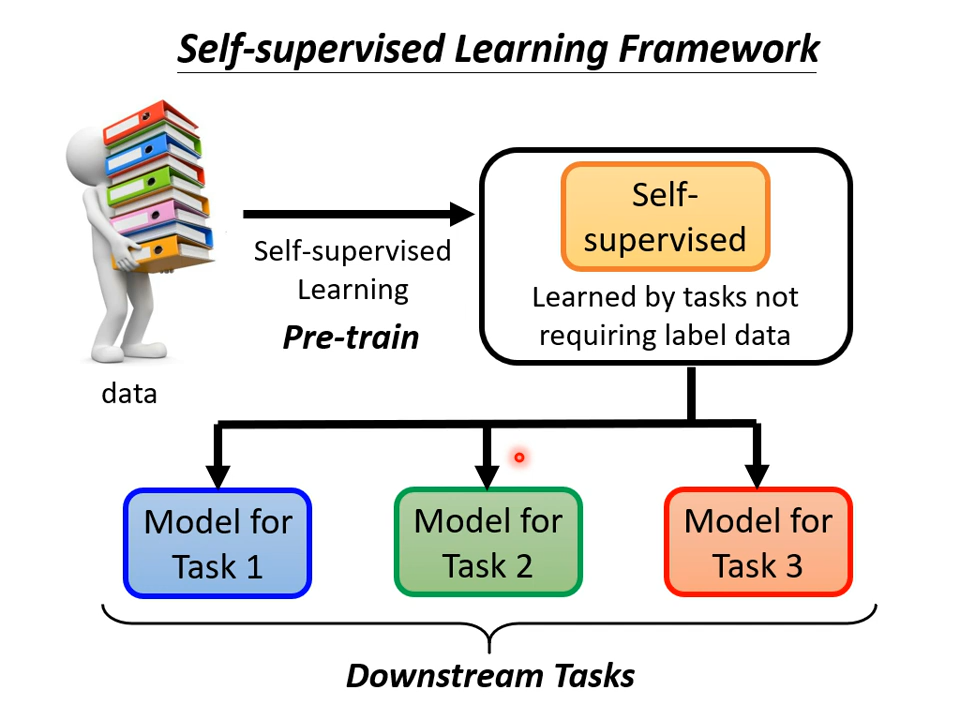 Self-supervised Learning Framework
Self-
supervised
Self-supervised
Learning
Learned by tasks not
requiring label data
Pre-train
data
Model for
Task 1
Model for
Task 2
Model for
Task 3
Downstream Tasks